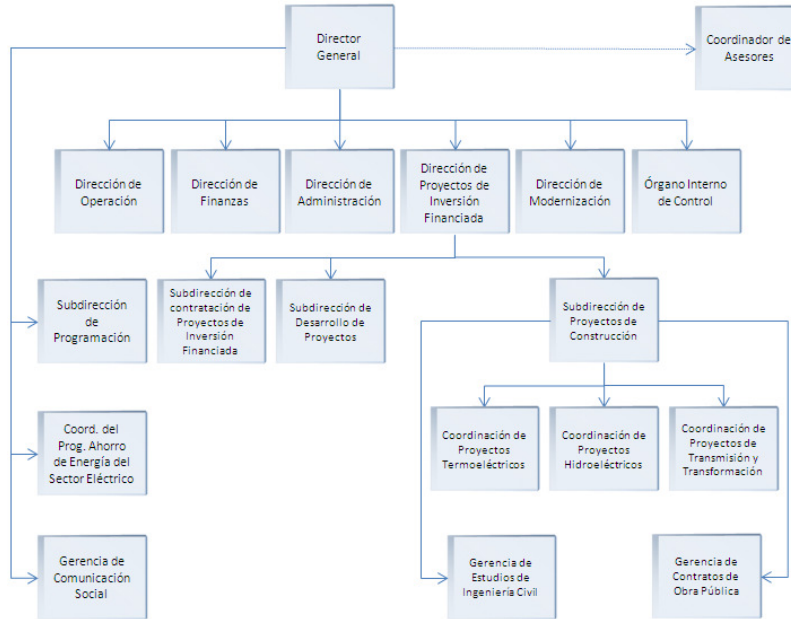 Director
General
Coordinador de
Asesores
Dirección de
Operación
Dirección de
Finanzas
Dirección de
Administración
Dirección de
Proyectos de
Inversión
Financiada
Dirección de
Modernización
Órgano Interno
de Control
Subdirección
de
Programación
Subdirección de
contratación de
Proyectos de
Inversión
Financiada
Subdirección de
Desarrollo de
Proyectos
Subdirección de
Proyectos de
Construcción
Coord. del
Prog. Ahorro
de Energía del
Sector Eléctrico
Coordinación de
Proyectos
Termoeléctricos
Coordinación de
Proyectos
Hidroeléctricos
Coordinación de
Proyectos de
Transmisión y
Transformación
Gerencia de
Comunicación
Social
Gerencia de
Estudios de
Ingeniería Civil
Gerencia de
Contratos de
Obra Pública